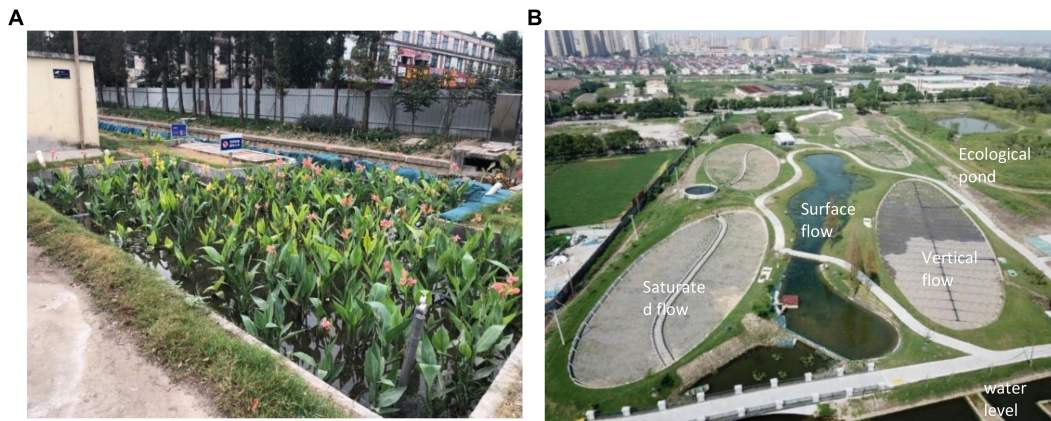 A
B
Ecological
pond
Surface
flow
Vertical
flow
Saturate
d flow
water
level